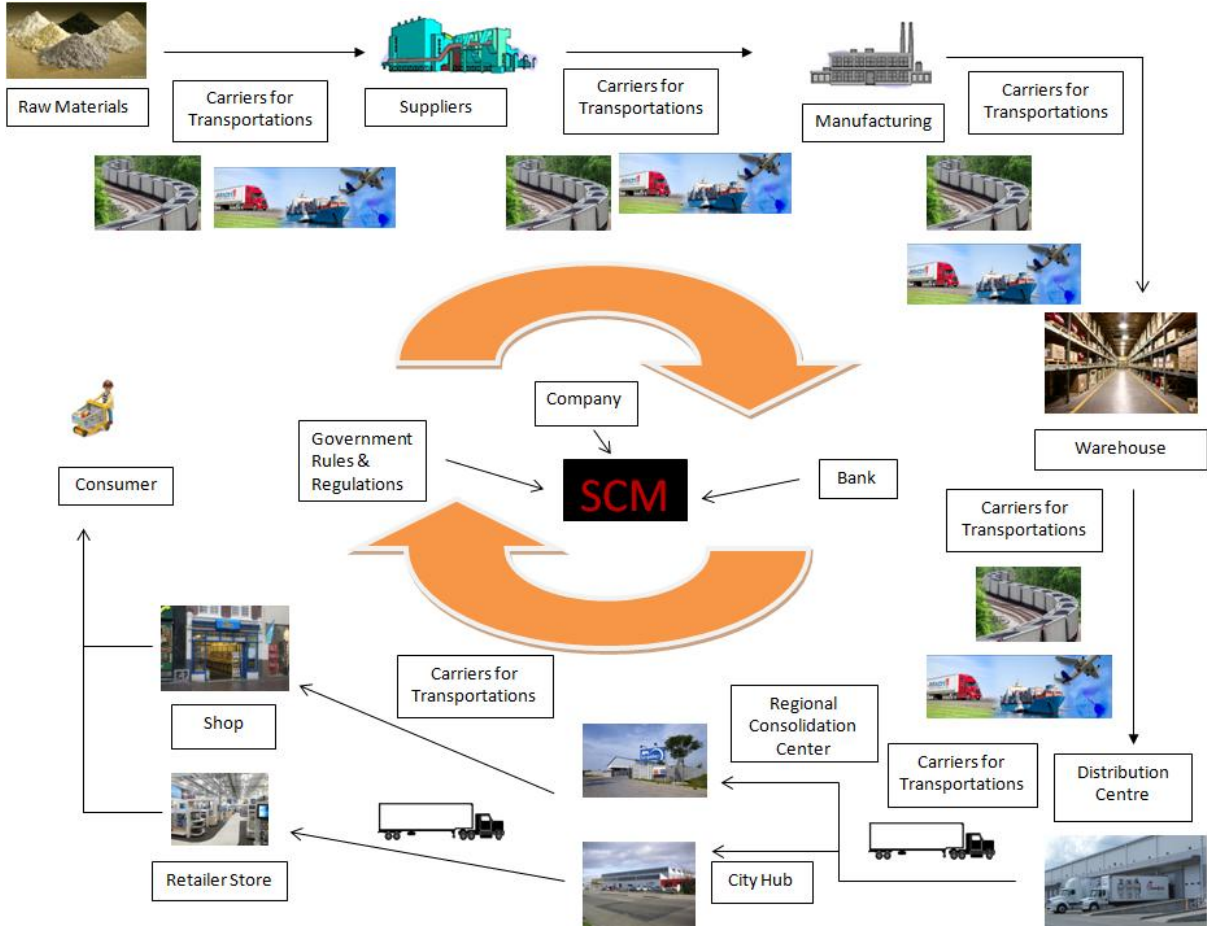 Raw Materials
Carriers for
Transportations
Suppliers
Carriers for
Transportations
Manufacturing
Carriers for
Transportations
Company
Government
Rules &
Regulations
SCM
Bank
Warehouse
Consumer
Carriers for
Transportations
Shop
Carriers for
Transportations
Regional
Consolidation
Center
Carriers for
Transportations
Distribution
Centre
Retailer Store
City Hub